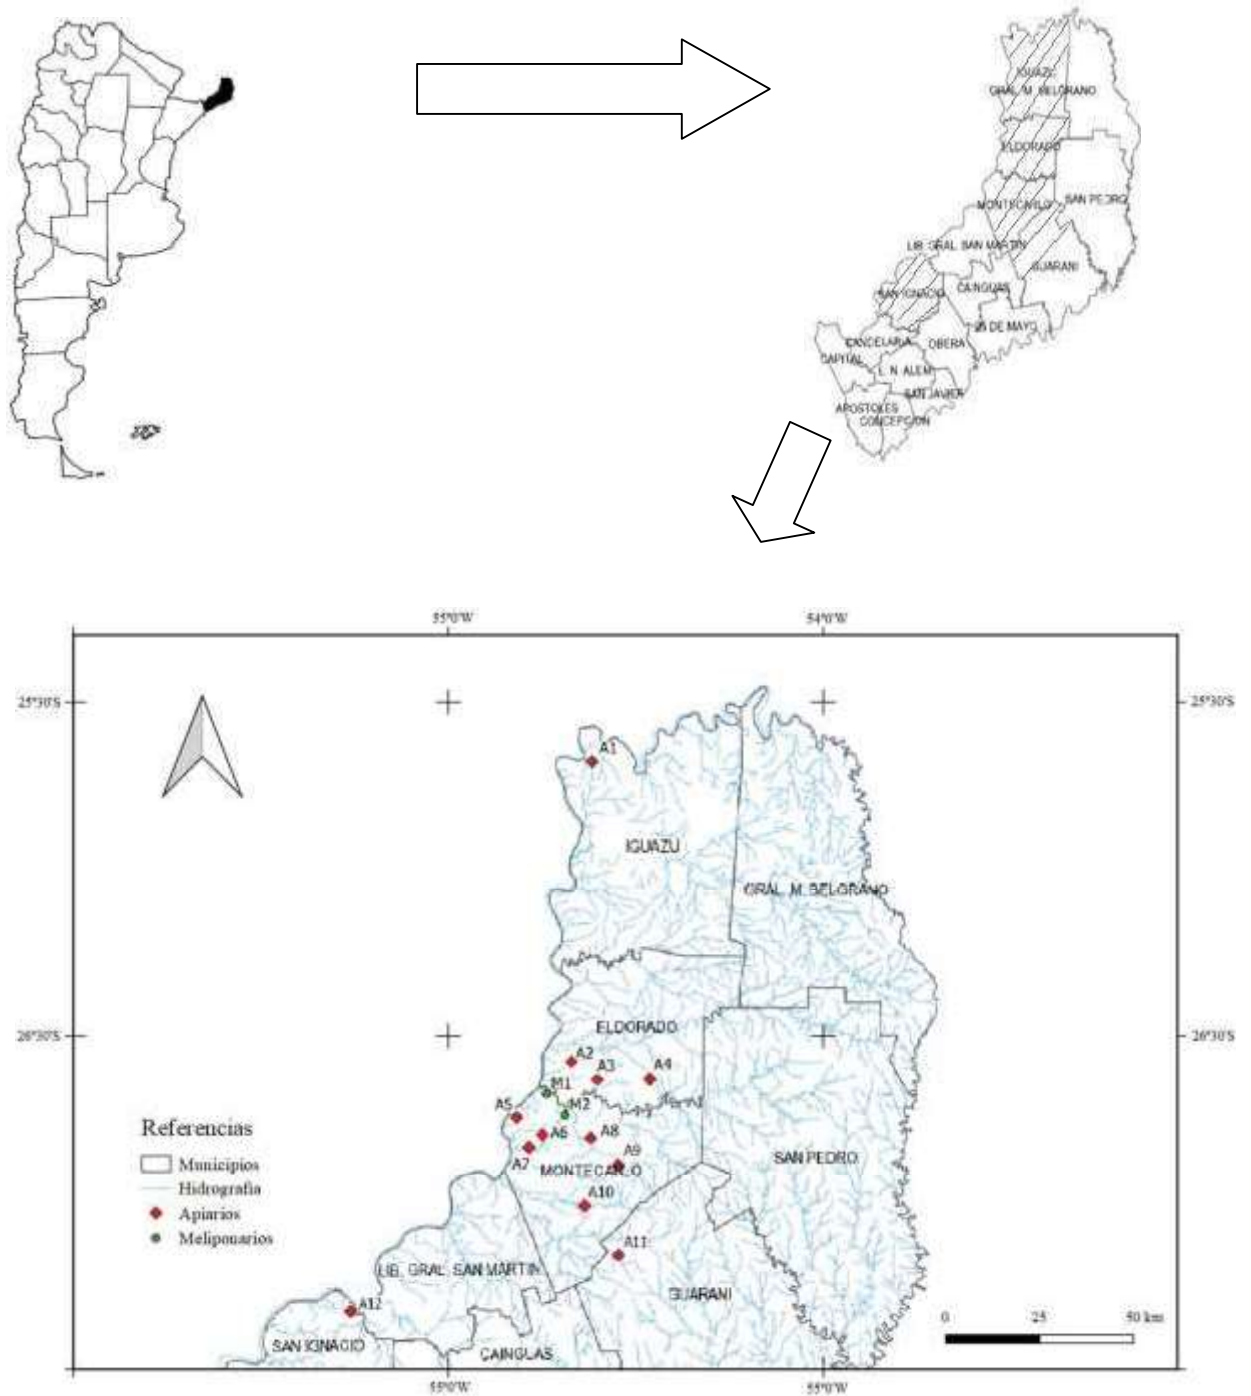 IGUAZU
GRAL. M. BELGRANO
ELDORADO
MONTECARLO
SAN PEDRO
LIB. GRAL. SAN MARTIN
GUARANI
SAN IGNACIO
CAINGUAS
25 DE MAYO
CANDELARIA
OBERA
CAPITAL
L. N. ALEM
SAN JAVIER
APOSTOLES
CONCEPCION
55°0'W
54°0'W
25°30'S
25°30'S
A1
IGUAZU
GRAL. M. BELGRANO
26°30'S
26°30'S
ELDORADO
A2
A3
A4
M1
M2
A5
A6
A8
A7
A9
MONTECARLO
SAN PEDRO
A10
A11
LIB. GRAL. SAN MARTIN
GUARANI
A12
SAN IGNACIO
CAINGLAS
Referencias
Municipios
Hidrografia
Apiarios
Meliponarios
0 25 50 km
55°0'W
55°0'W